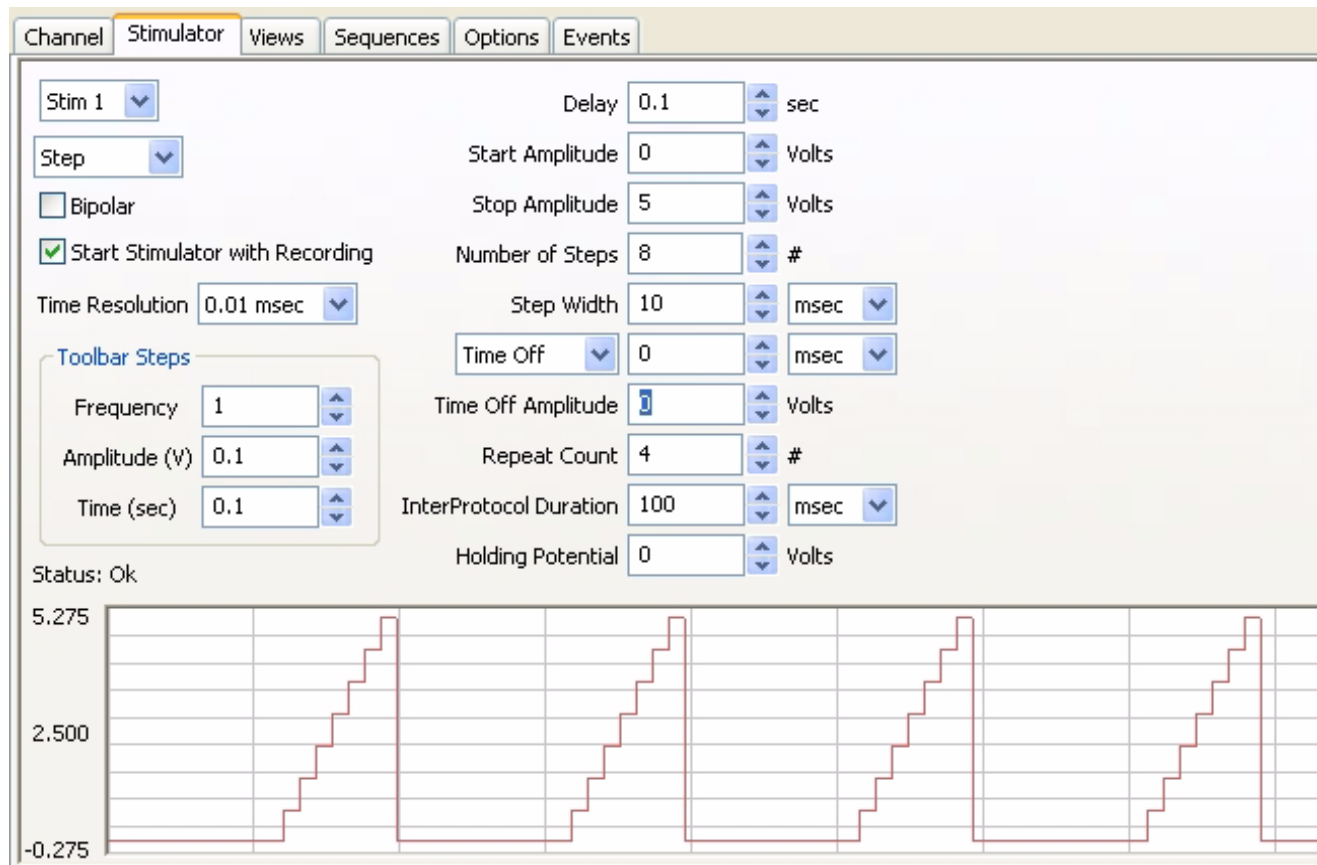 Channel Stimulator Views Sequences Options Events
Stim 1
Step
Bipolar
Start Stimulator with Recording
Time Resolution 0.01 msec
Toolbar Steps
Frequency 1
Amplitude (V) 0.1
Time (sec) 0.1
Delay 0.1 sec
Start Amplitude 0 Volts
Stop Amplitude 5 Volts
Number of Steps 8 #
Step Width 10 msec
Time Off 0 msec
Time Off Amplitude 0 Volts
Repeat Count 4 #
InterProtocol Duration 100 msec
Holding Potential 0 Volts
Status: Ok
5.275
2.500
-0.275